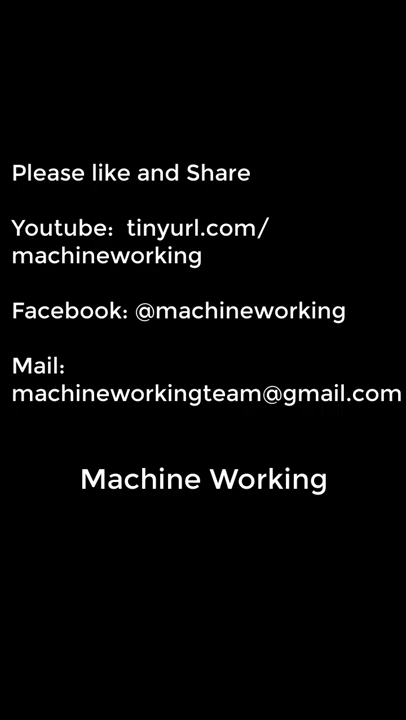 Please like and Share
Youtube:  tinyurl.com/
machineworking
Facebook: @machineworking
Mail:
machineworkingteam@gmail.com
Machine Working